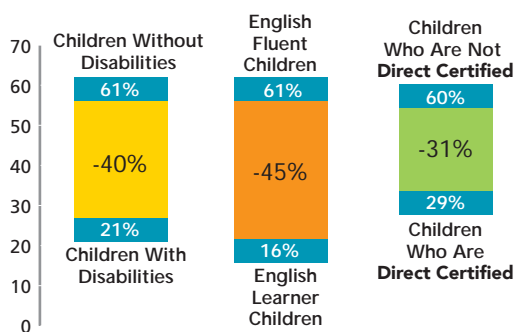 70
60
50
40
30
20
10
0
Children Without
Disabilities
61%
-40%
21%
Children With
Disabilities
English
Fluent
Children
61%
-45%
16%
English
Learner
Children
Children
Who Are Not
Direct Certified
60%
-31%
29%
Children
Who Are
Direct Certified